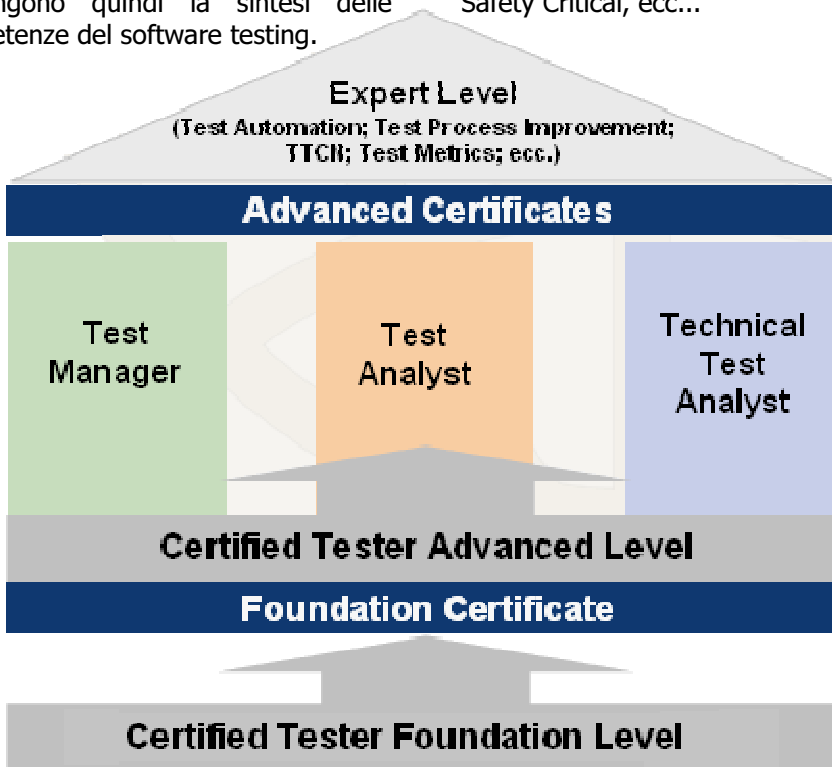 quindi la sintesi delle
del software testing.
Safety Critical, ecc...
Expert Level
(Test Automation; Test Process Improvement;
TTCN; Test Metrics; ecc.)
Advanced Certificates
Test
Manager
Test
Analyst
Technical
Test
Analyst
Certified Tester Advanced Level
Foundation Certificate
Certified Tester Foundation Level